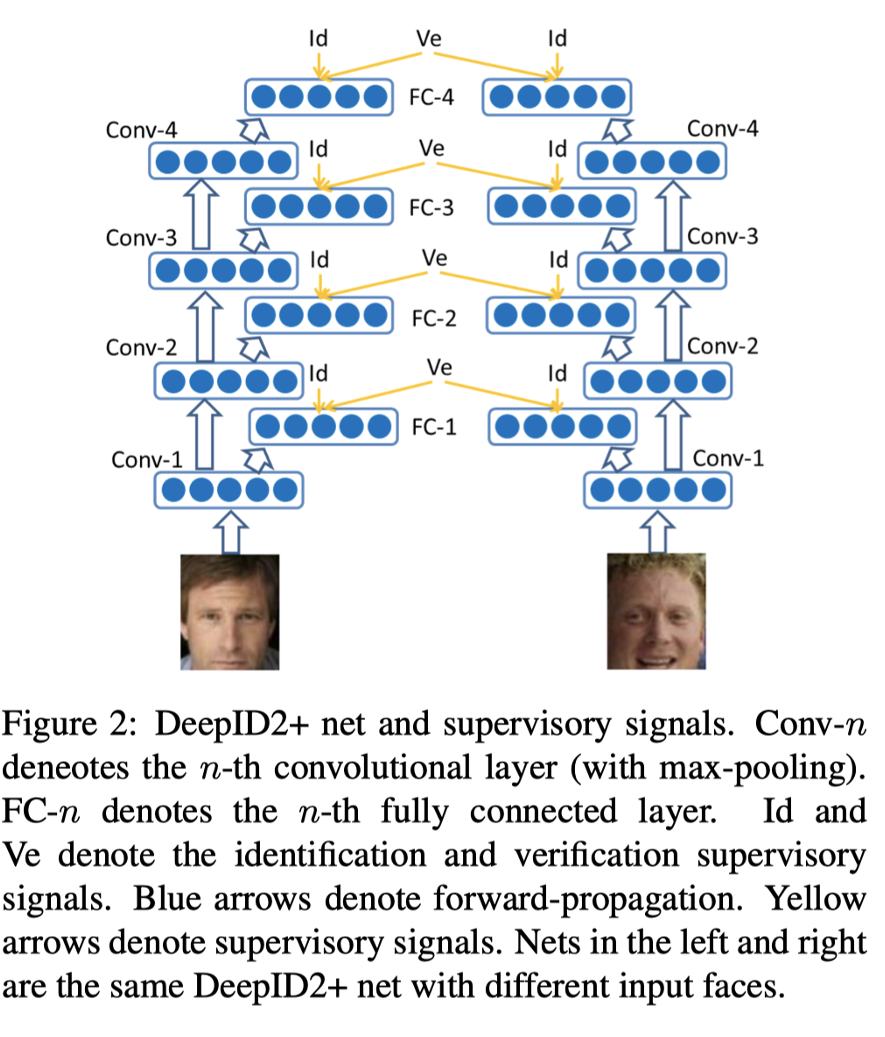 Id Ve Id
FC-4
Conv-4 Conv-4
Id Ve Id
FC-3
Conv-3 Conv-3
Id Ve Id
FC-2
Conv-2 Conv-2
Id Ve Id
FC-1
Conv-1 Conv-1
Figure 2: DeepID2+ net and supervisory signals. Conv-n
deneotes the n-th convolutional layer (with max-pooling).
FC-n denotes the n-th fully connected layer. Id and
Ve denote the identification and verification supervisory
signals. Blue arrows denote forward-propagation. Yellow
arrows denote supervisory signals. Nets in the left and right
are the same DeepID2+ net with different input faces.